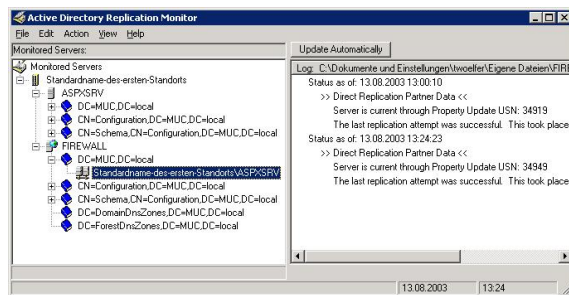 Active Directory Replication Monitor
File Edit Action View Help
Monitored Servers:
Update Automatically
Monitored Servers
Standardname-des-ersten-Standorts
ASPXSRV
DC=MUC,DC=local
CN=Configuration,DC=MUC,DC=local
CN=Schema,CN=Configuration,DC=MUC,DC=local
FIREWALL
DC=MUC,DC=local
Standardname-des-ersten-Standorts\ASPXSRV
CN=Configuration,DC=MUC,DC=local
CN=Schema,CN=Configuration,DC=MUC,DC=local
DC=DomainDnsZones,DC=MUC,DC=local
DC=ForestDnsZones,DC=MUC,DC=local
Log: C:\Dokumente und Einstellungen\twoelfer\Eigene Dateien\FIRE
Status as of: 13.08.2003 13:00:10
>> Direct Replication Partner Data <<
Server is current through Property Update USN: 34919
The last replication attempt was successful. This took place
Status as of: 13.08.2003 13:24:23
>> Direct Replication Partner Data <<
Server is current through Property Update USN: 34949
The last replication attempt was successful. This took place
13.08.2003 13:24